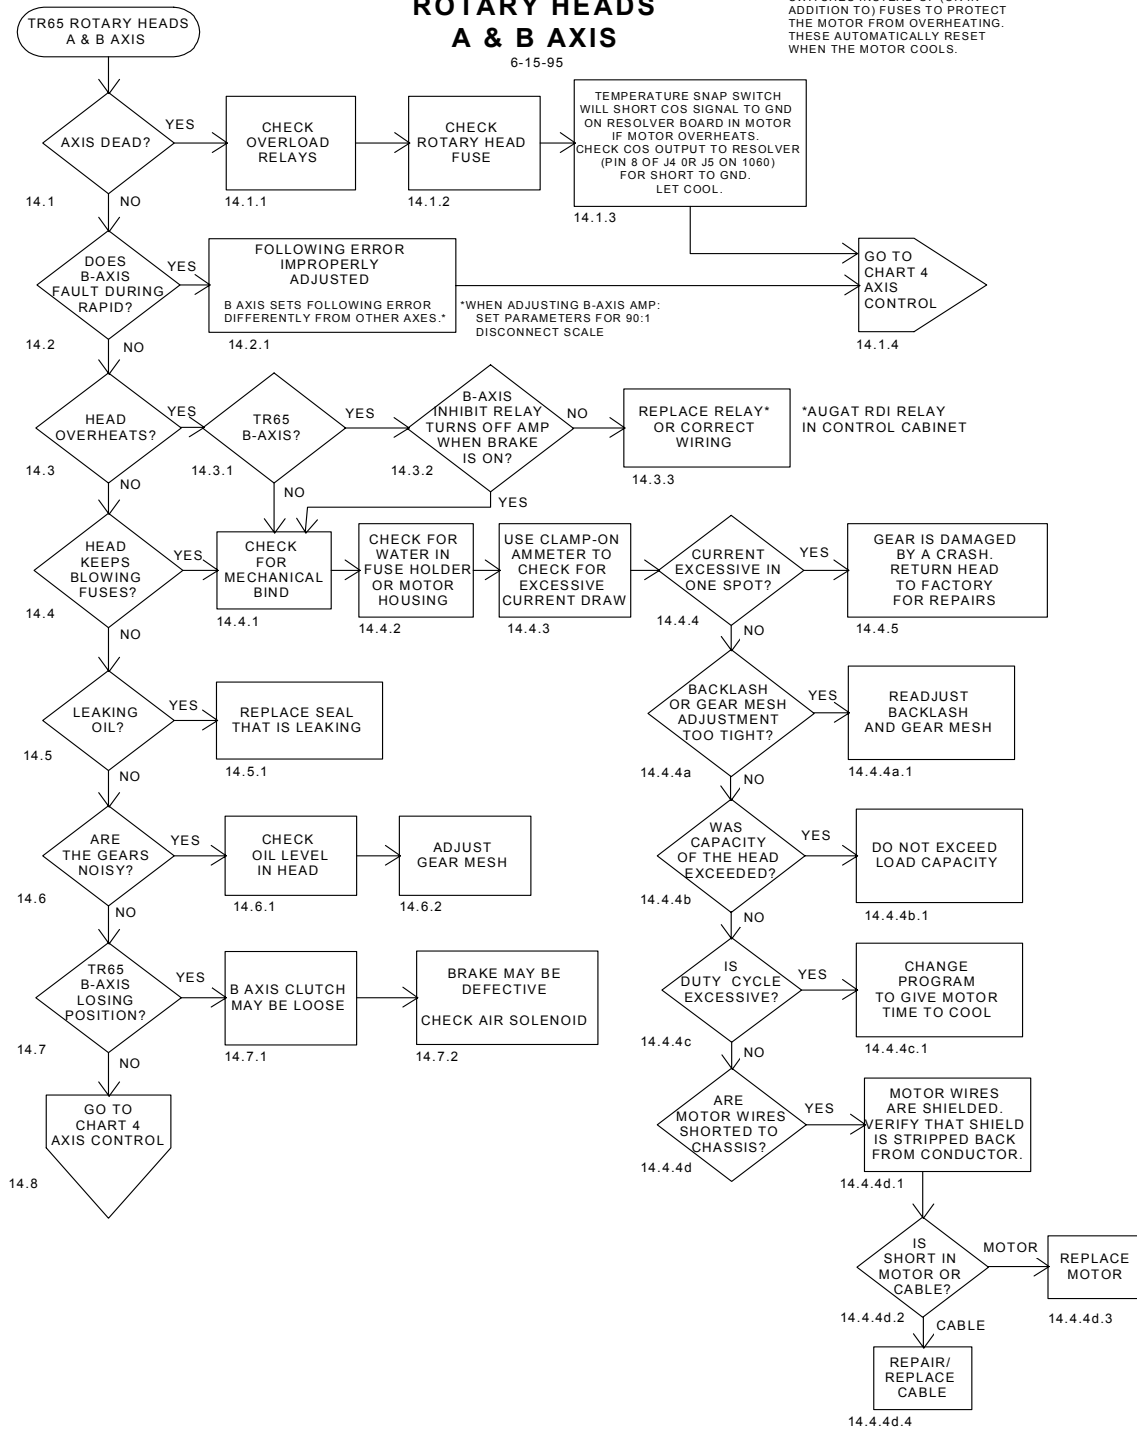 ROTARY HEADS
A & B AXIS
6-15-95
ADDITION TO) FUSES TO PROTECT
THE MOTOR FROM OVERHEATING.
THESE AUTOMATICALLY RESET
WHEN THE MOTOR COOLS.
TR65 ROTARY HEADS
A & B AXIS
AXIS DEAD?
YES
NO
14.1
CHECK
OVERLOAD
RELAYS
14.1.1
CHECK
ROTARY HEAD
FUSE
14.1.2
TEMPERATURE SNAP SWITCH
WILL SHORT COS SIGNAL TO GND
ON RESOLVER BOARD IN MOTOR
IF MOTOR OVERHEATS.
CHECK COS OUTPUT TO RESOLVER
(PIN 8 OF J4 0R J5 ON 1060)
FOR SHORT TO GND.
LET COOL.
14.1.3
DOES
B-AXIS
FAULT DURING
RAPID?
YES
NO
14.2
FOLLOWING ERROR
IMPROPERLY
ADJUSTED
B AXIS SETS FOLLOWING ERROR
DIFFERENTLY FROM OTHER AXES.*
14.2.1
*WHEN ADJUSTING B-AXIS AMP:
SET PARAMETERS FOR 90:1
DISCONNECT SCALE
GO TO
CHART 4
AXIS
CONTROL
14.1.4
HEAD
OVERHEATS?
YES
NO
14.3
TR65
B-AXIS?
YES
NO
14.3.1
B-AXIS
INHIBIT RELAY
TURNS OFF AMP
WHEN BRAKE
IS ON?
NO
YES
14.3.2
REPLACE RELAY*
OR CORRECT
WIRING
14.3.3
*AUGAT RDI RELAY
IN CONTROL CABINET
HEAD
KEEPS
BLOWING
FUSES?
YES
NO
14.4
CHECK
FOR
MECHANICAL
BIND
14.4.1
CHECK FOR
WATER IN
FUSE HOLDER
OR MOTOR
HOUSING
14.4.2
USE CLAMP-ON
AMMETER TO
CHECK FOR
EXCESSIVE
CURRENT DRAW
14.4.3
CURRENT
EXCESSIVE IN
ONE SPOT?
YES
NO
14.4.4
GEAR IS DAMAGED
BY A CRASH.
RETURN HEAD
TO FACTORY
FOR REPAIRS
14.4.5
LEAKING
OIL?
YES
NO
14.5
REPLACE SEAL
THAT IS LEAKING
14.5.1
BACKLASH
OR GEAR MESH
ADJUSTMENT
TOO TIGHT?
YES
NO
14.4.4a
READJUST
BACKLASH
AND GEAR MESH
14.4.4a.1
ARE
THE GEARS
NOISY?
YES
NO
14.6
CHECK
OIL LEVEL
IN HEAD
14.6.1
ADJUST
GEAR MESH
14.6.2
WAS
CAPACITY
OF THE HEAD
EXCEEDED?
YES
NO
14.4.4b
DO NOT EXCEED
LOAD CAPACITY
14.4.4b.1
TR65
B-AXIS
LOSING
POSITION?
YES
NO
14.7
B AXIS CLUTCH
MAY BE LOOSE
14.7.1
BRAKE MAY BE
DEFECTIVE
CHECK AIR SOLENOID
14.7.2
IS
DUTY CYCLE
EXCESSIVE?
YES
NO
14.4.4c
CHANGE
PROGRAM
TO GIVE MOTOR
TIME TO COOL
14.4.4c.1
GO TO
CHART 4
AXIS CONTROL
14.8
ARE
MOTOR WIRES
SHORTED TO
CHASSIS?
YES
14.4.4d
MOTOR WIRES
ARE SHIELDED.
VERIFY THAT SHIELD
IS STRIPPED BACK
FROM CONDUCTOR.
14.4.4d.1
IS
SHORT IN
MOTOR OR
CABLE?
MOTOR
CABLE
14.4.4d.2
REPLACE
MOTOR
14.4.4d.3
REPAIR/
REPLACE
CABLE
14.4.4d.4